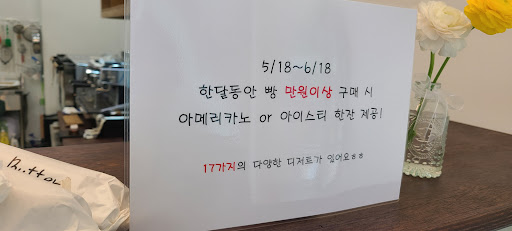 5/18~6/18
한달동안 빵 만원이상 구매 시
아메리카노 or 아이스티 한잔 제공!
17가지의 다양한 디저트가 있어요ㅎㅎ